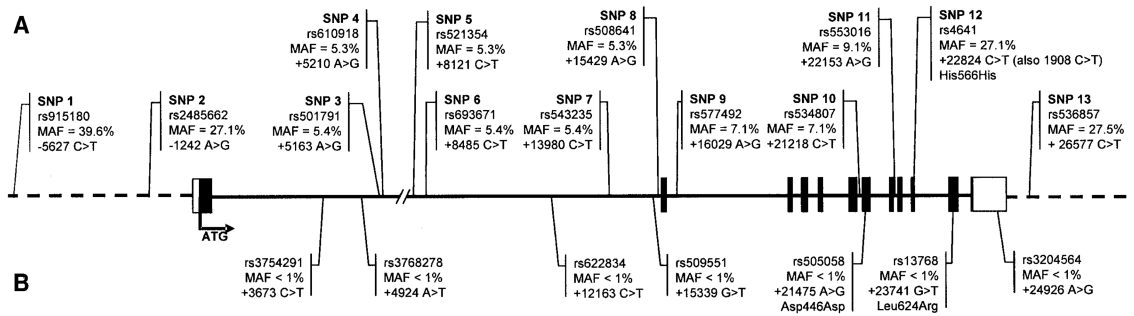 A
SNP 1
rs915180
MAF = 39.6%
-5627 C>T
SNP 2
rs2485662
MAF = 27.1%
-1242 A>G
SNP 3
rs501791
MAF = 5.4%
+5163 A>G
SNP 4
rs610918
MAF = 5.3%
+5210 A>G
SNP 5
rs521354
MAF = 5.3%
+8121 C>T
SNP 6
rs693671
MAF = 5.4%
+8485 C>T
SNP 7
rs543235
MAF = 5.4%
+13980 C>T
SNP 8
rs508641
MAF = 5.3%
+15429 A>G
SNP 9
rs577492
MAF = 7.1%
+16029 A>G
SNP 10
rs534807
MAF = 7.1%
+21218 C>T
SNP 11
rs553016
MAF = 9.1%
+22153 A>G
SNP 12
rs4641
MAF = 27.1%
+22824 C>T (also 1908 C>T)
His566His
SNP 13
rs536857
MAF = 27.5%
+ 26577 C>T
ATG
B
rs3754291
MAF < 1%
+3673 C>T
rs3768278
MAF < 1%
+4924 A>T
rs622834
MAF < 1%
+12163 C>T
rs509551
MAF < 1%
+15339 G>T
rs505058
MAF < 1%
+21475 A>G
Asp446Asp
rs13768
MAF < 1%
+23741 G>T
Leu624Arg
rs3204564
MAF < 1%
+24926 A>G